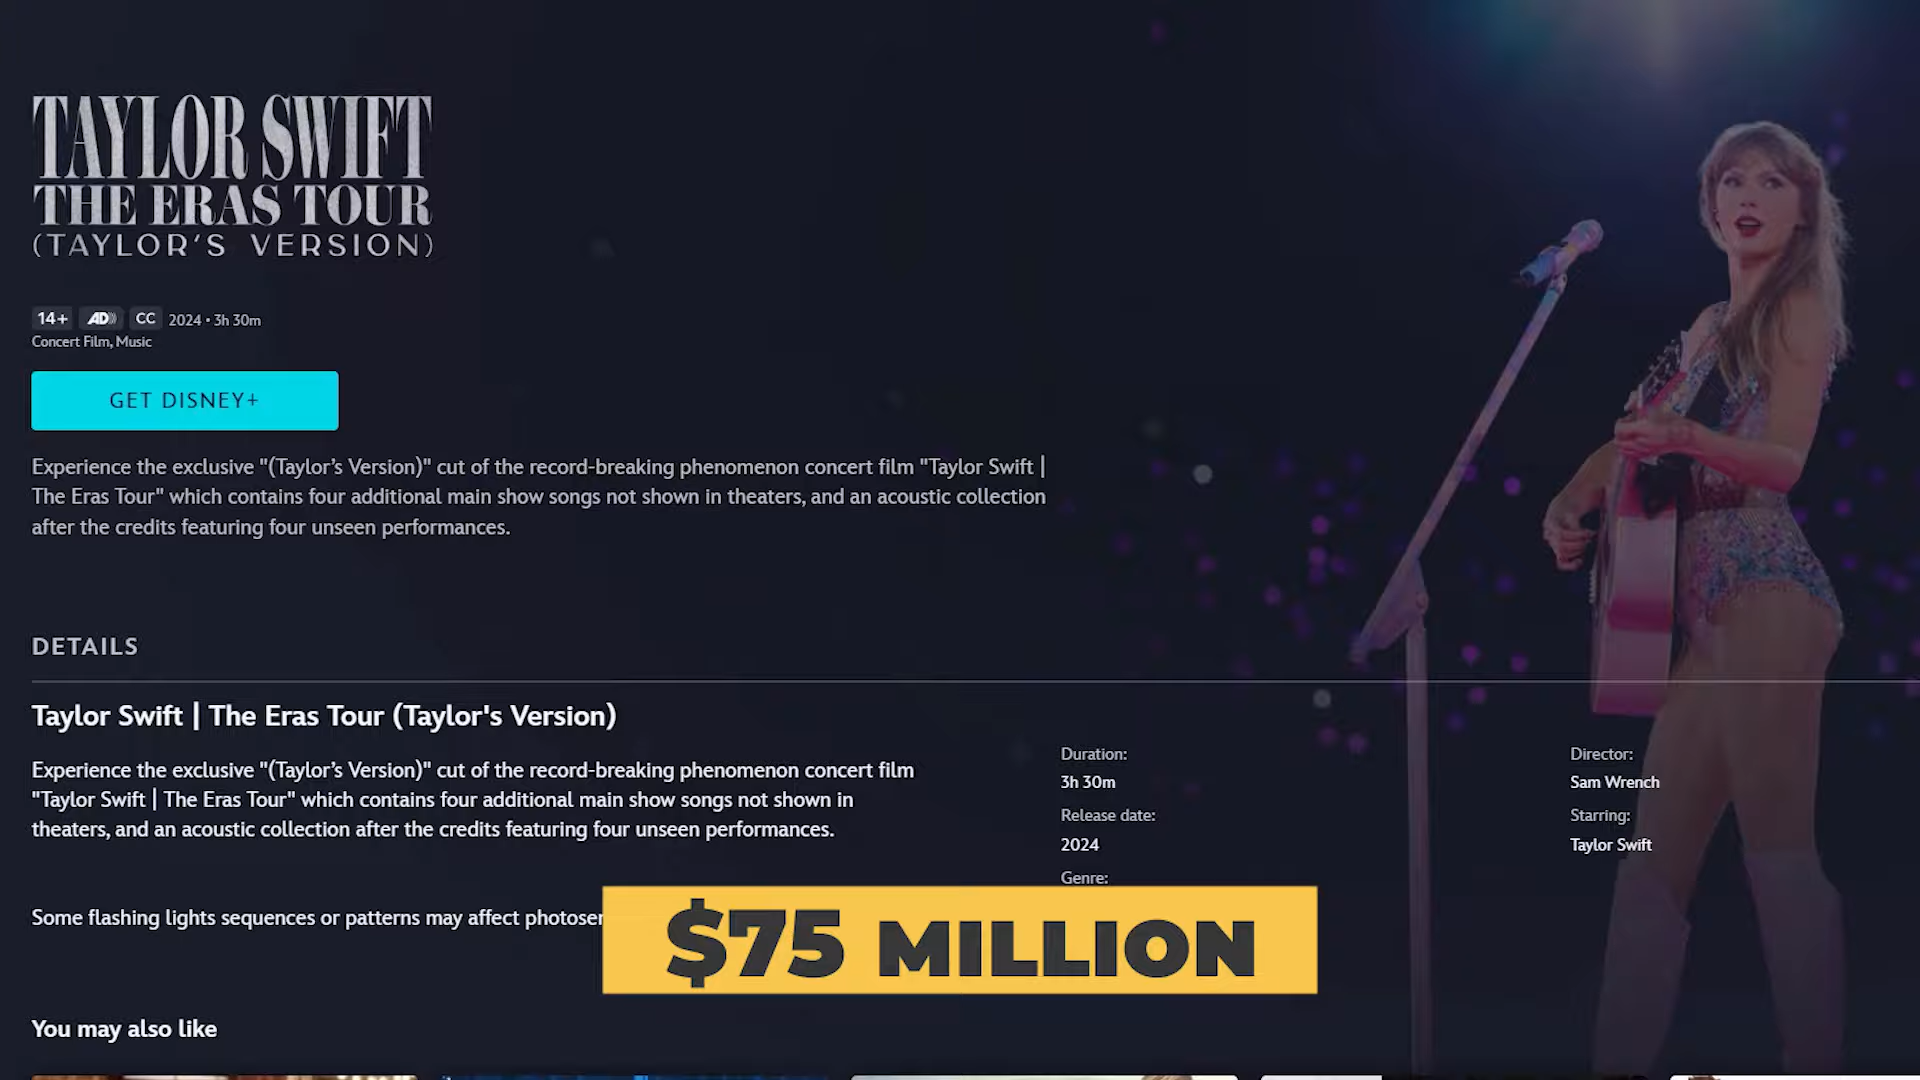 TAYLOR SWIFT
THE ERAS TOUR
(TAYLOR'S VERSION)
14+ AD CC 2024 • 3h 30m
Concert Film, Music
GET DISNEY+
Experience the exclusive "(Taylor’s Version)" cut of the record-breaking phenomenon concert film "Taylor Swift |
The Eras Tour" which contains four additional main show songs not shown in theaters, and an acoustic collection
after the credits featuring four unseen performances.
DETAILS
Taylor Swift | The Eras Tour (Taylor's Version)
Experience the exclusive "(Taylor’s Version)" cut of the record-breaking phenomenon concert film
"Taylor Swift | The Eras Tour" which contains four additional main show songs not shown in
theaters, and an acoustic collection after the credits featuring four unseen performances.
Some flashing lights sequences or patterns may affect
Duration:
3h 30m
Release date:
2024
Genre:
Director:
Sam Wrench
Starring:
Taylor Swift
$75 MILLION
You may also like